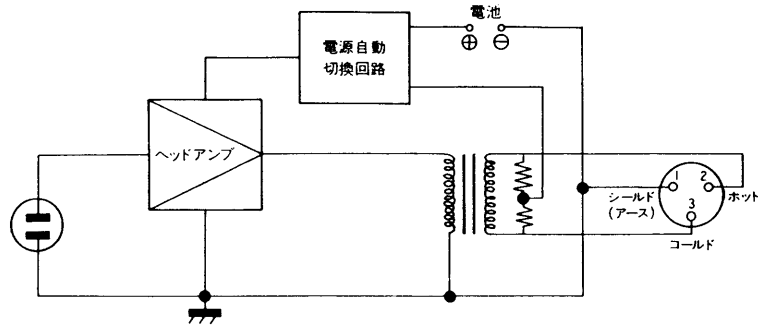 電池
⊕ ⊖
電源自動
切換回路
ヘッドアンプ
1 2
シールド
(アース)
ホット
3
コールド